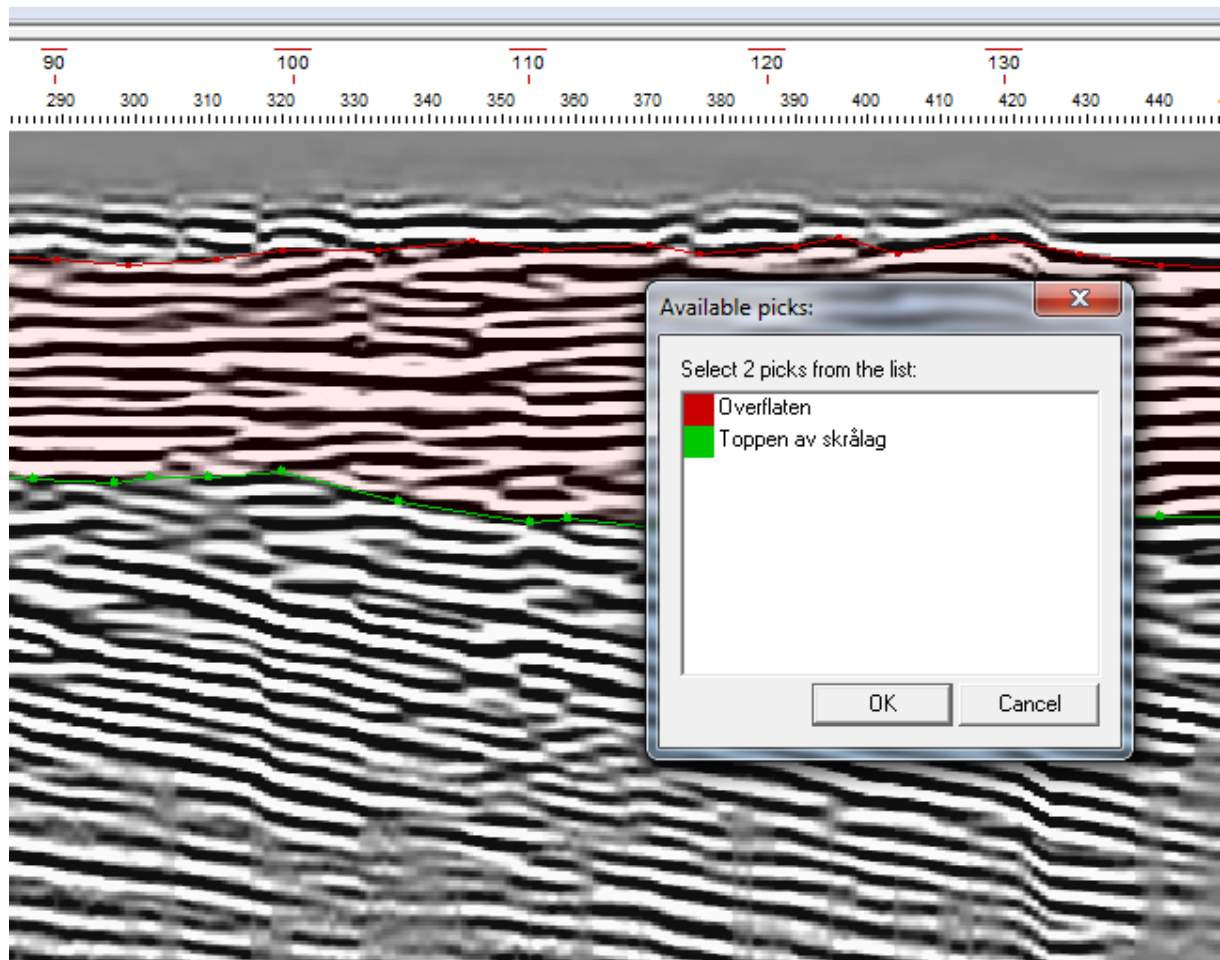 90 100 110 120 130
290 300 310 320 330 340 350 360 370 380 390 400 410 420 430 440
Available picks:
Select 2 picks from the list:
Overflaten
Toppen av skrålag
OK Cancel